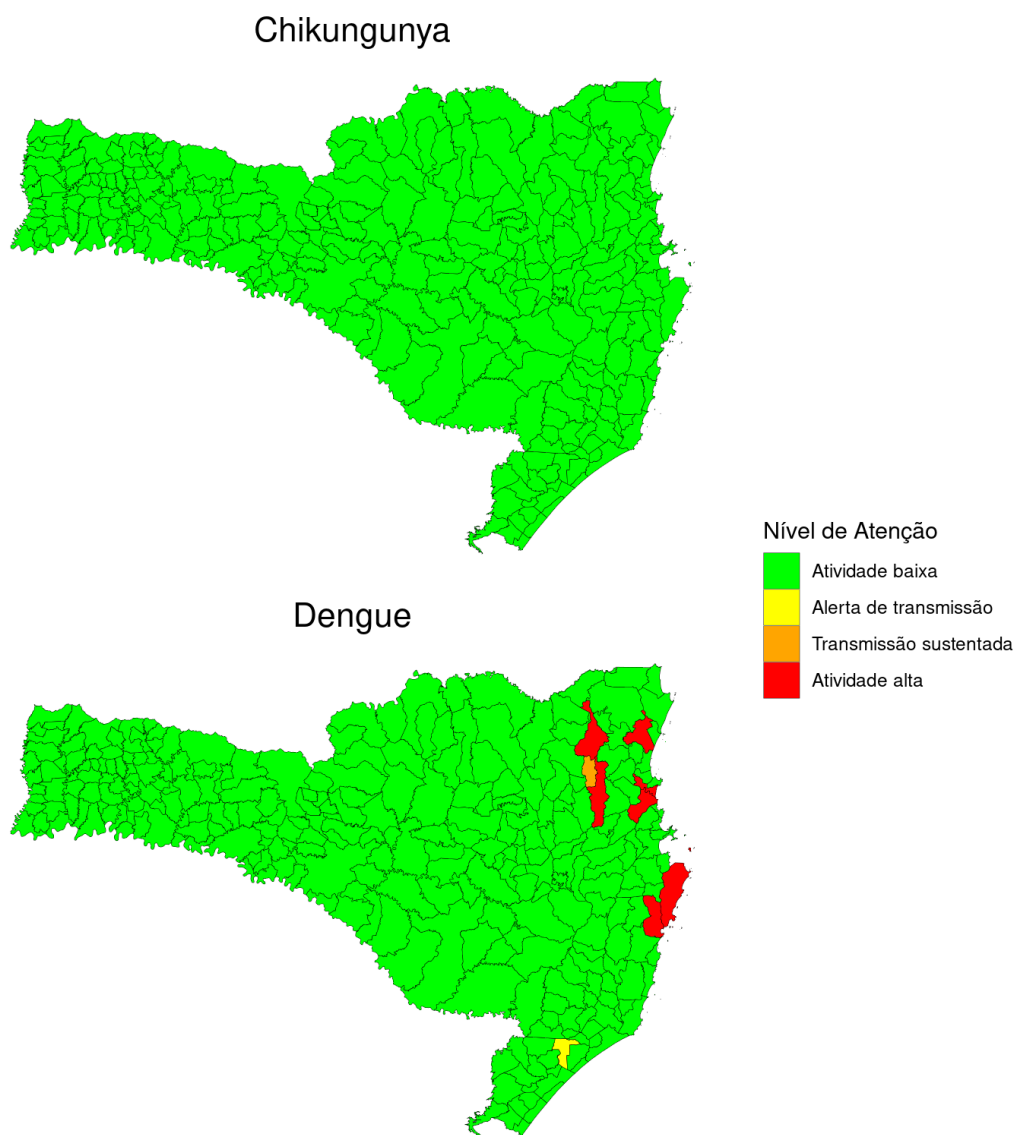 Chikungunya
Nível de Atenção
Atividade baixa
Alerta de transmissão
Transmissão sustentada
Atividade alta
Dengue